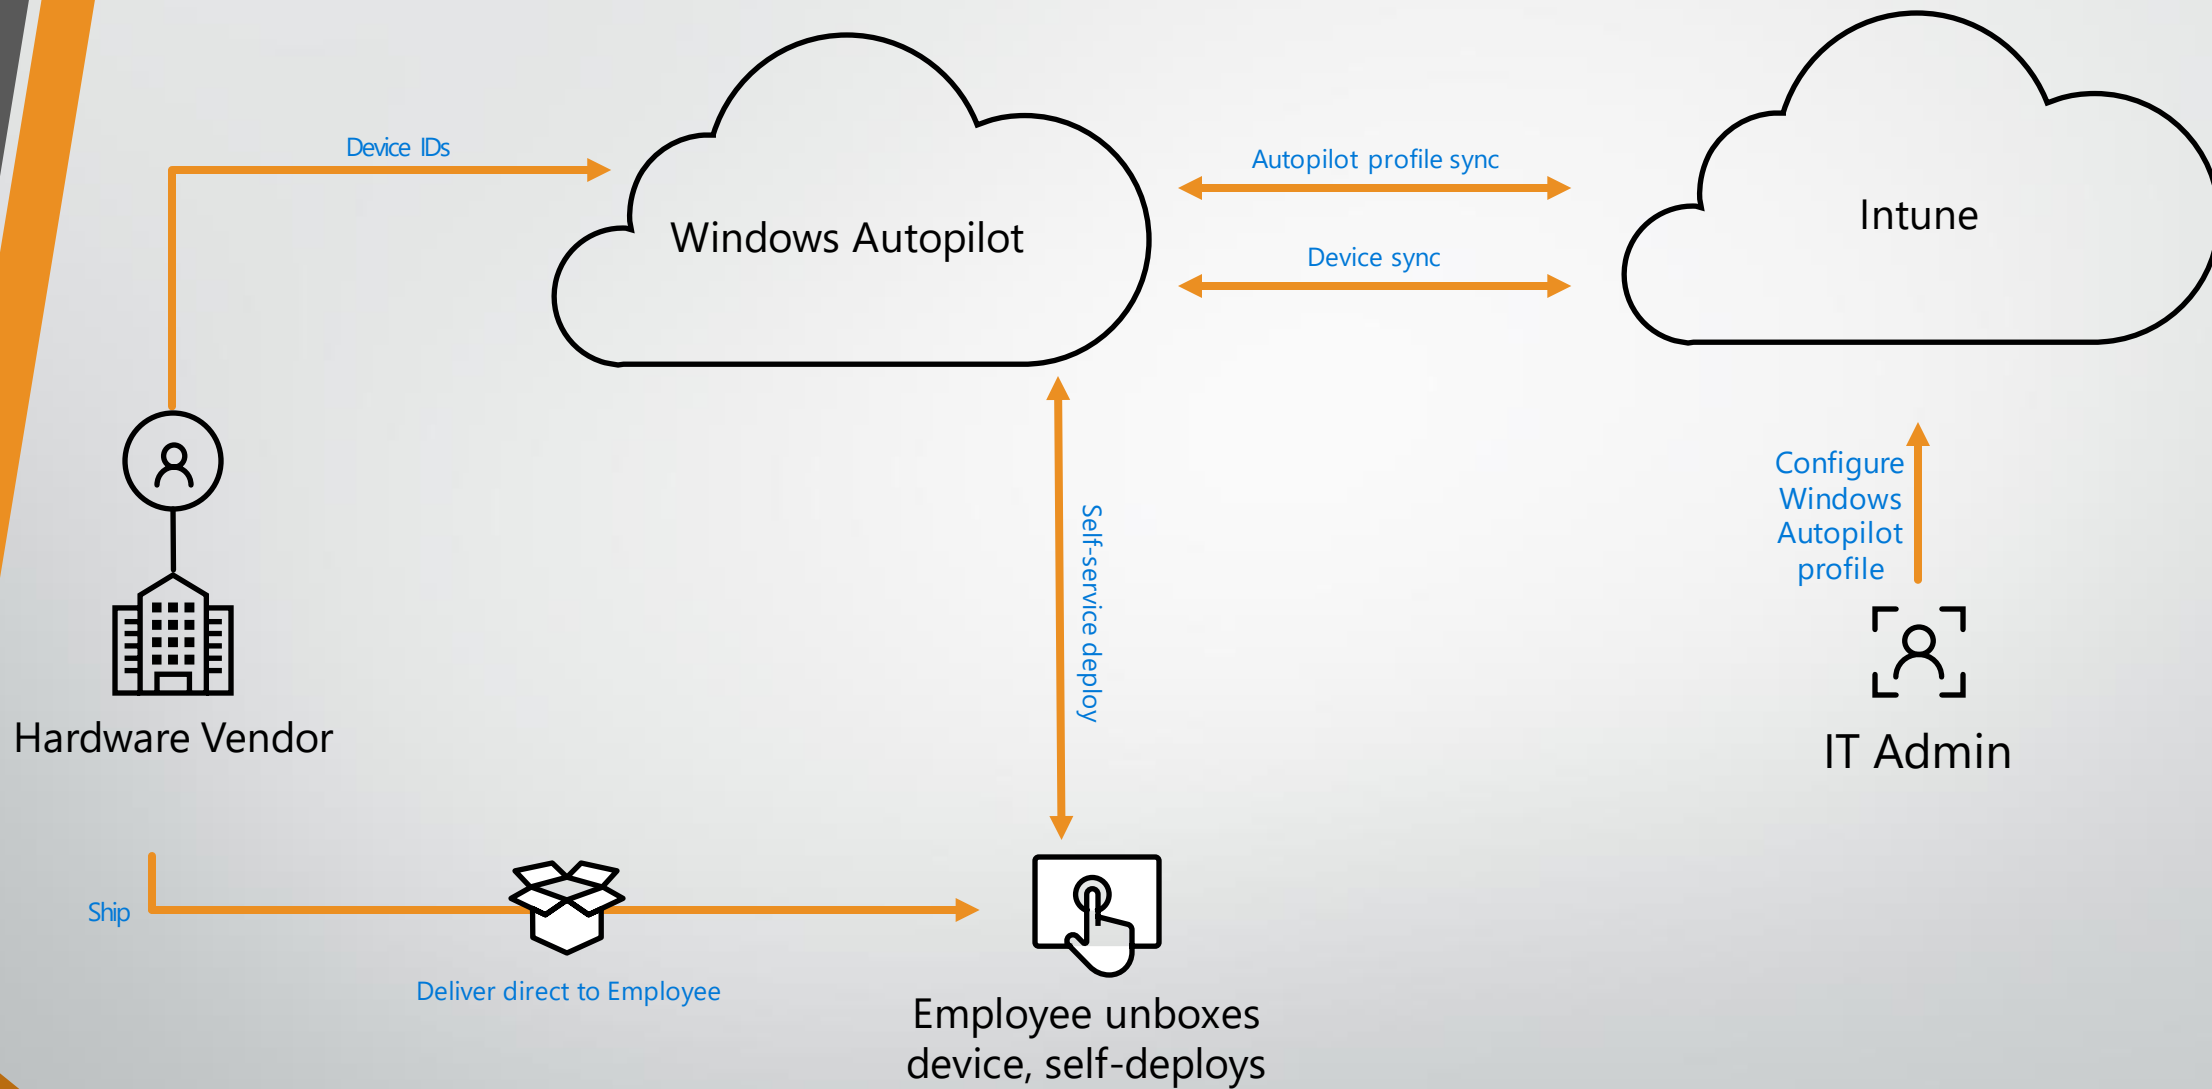 Device IDs
Windows Autopilot
Autopilot profile sync
Device sync
Intune
Self-service deploy
Configure
Windows
Autopilot
profile
Hardware Vendor
IT Admin
Ship
Deliver direct to Employee
Employee unboxes
device, self-deploys